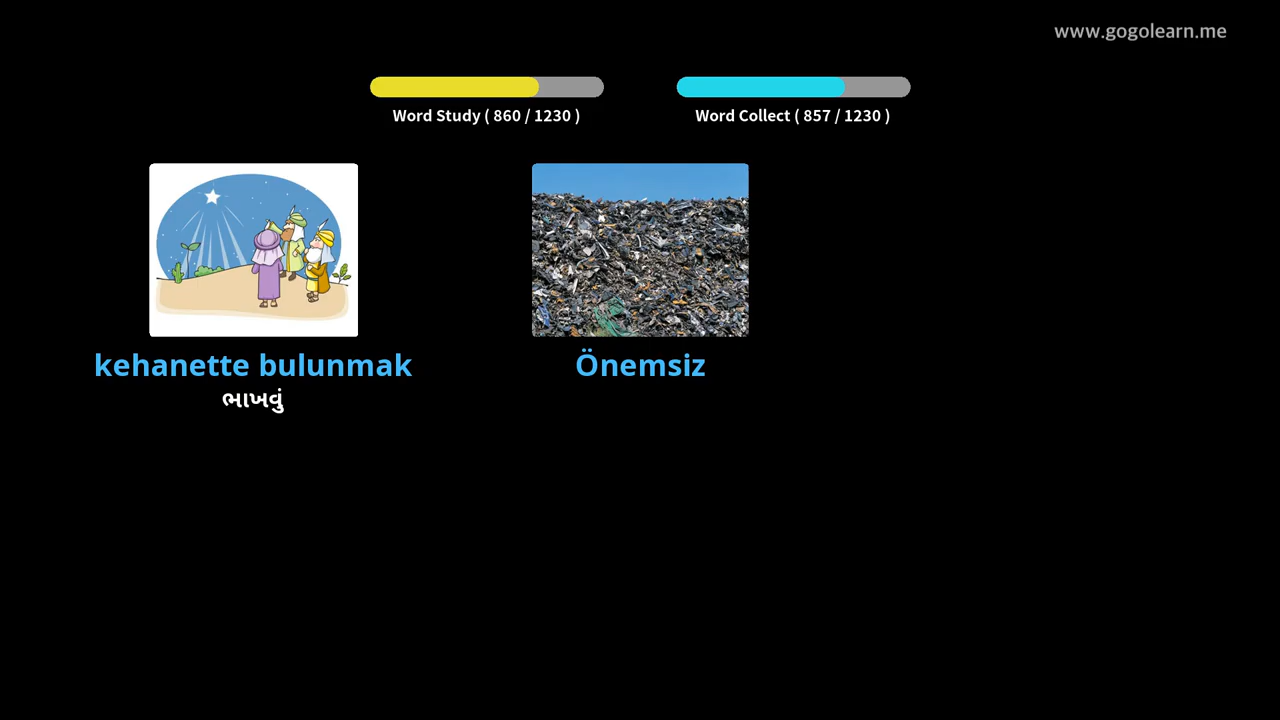 www.gogolearn.me
Word Study ( 860 / 1230 )
Word Collect ( 857 / 1230 )
kehanette bulunmak
ભાખવું
Önemsiz